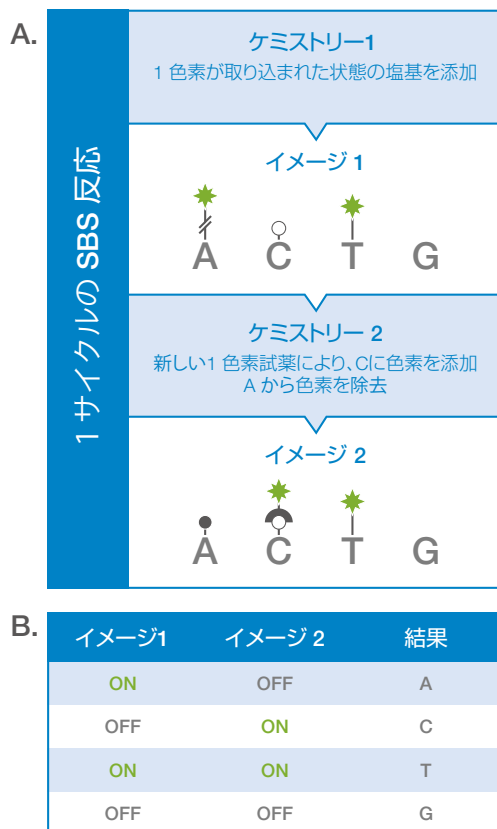 A.
1 サイクルの SBS 反応
ケミストリー1
1 色素が取り込まれた状態の塩基を添加
イメージ 1
A C T G
ケミストリー 2
新しい1 色素試薬により、Cに色素を添加
A から色素を除去
イメージ 2
A C T G
B.
イメージ1 イメージ 2 結果
ON OFF A
OFF ON C
ON ON T
OFF OFF G